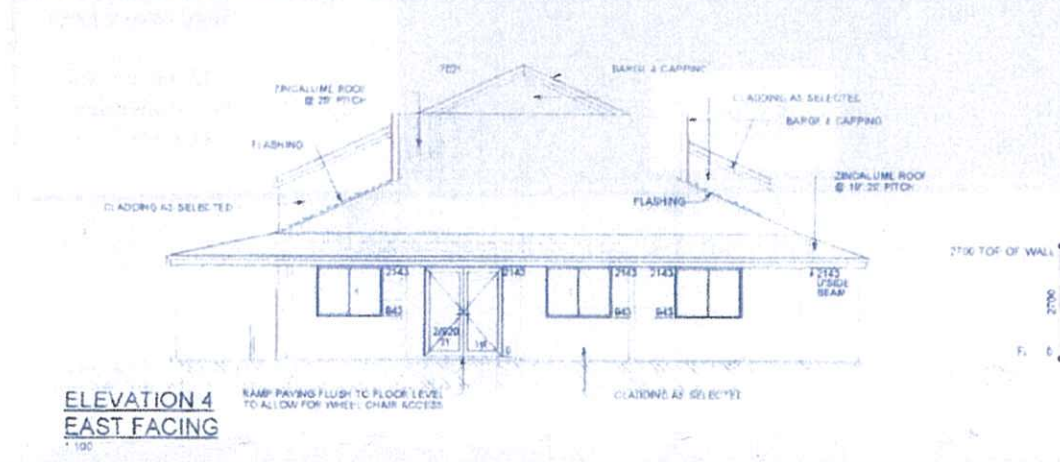 BARGE & CAPPING
ZINCALUME ROOF
@ 25° PITCH
CLADDING AS SELECTED
BARGE & CAPPING
FLASHING
ZINCALUME ROOF
FLASHING
CLADDING AS SELECTED
2700 TOP OF WALL
2143
2143
2143
2143
2143
U'SIDE
BEAM
2700
843
843
843
RAMP PAVING FLUSH TO FLOOR LEVEL
TO ALLOW FOR WHEEL CHAIR ACCESS
CLADDING AS SELECTED
ELEVATION 4
EAST FACING